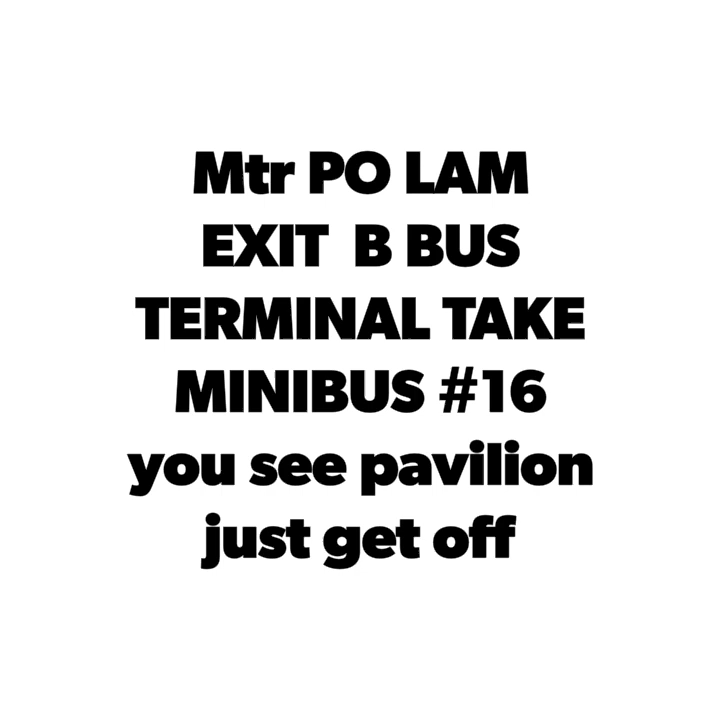 Mtr PO LAM
EXIT B BUS
TERMINAL TAKE
MINIBUS #16
you see pavilion
just get off